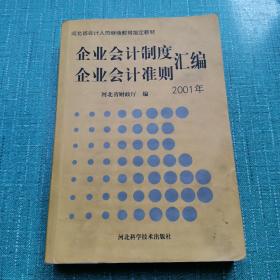 河北省会计人员继续教育指定教材
企业会计制度
企业会计准则
汇编
2001年
河北省财政厅 编
河北科学技术出版社